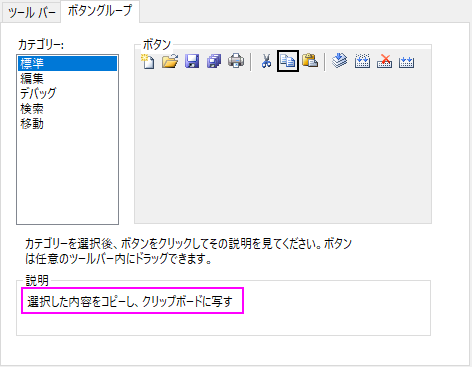 ツール バー
ボタングループ
カテゴリー:
ボタン
標準
編集
デバッグ
検索
移動
カテゴリーを選択後、ボタンをクリックしてその説明を見てください。ボタン
は任意のツールバー内にドラッグできます。
説明
選択した内容をコピーし、クリップボードに写す